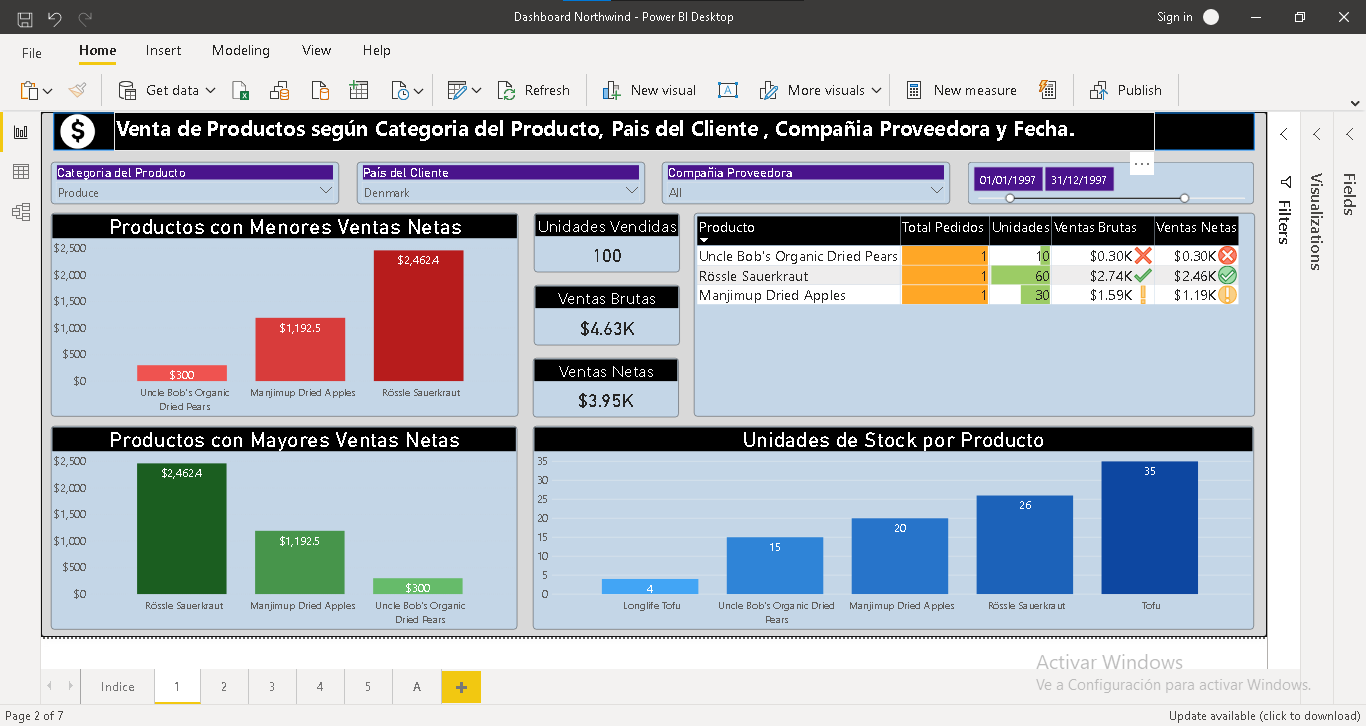 Dashboard Northwind - Power BI Desktop
Sign in
File
Home
Insert
Modeling
View
Help
Get data
Refresh
New visual
More visuals
New measure
Publish
$
Venta de Productos según Categoria del Producto, Pais del Cliente , Compañia Proveedora y Fecha.
Categoria del Producto
Produce
País del Cliente
Denmark
Compañia Proveedora
All
01/01/1997
31/12/1997
Filters
Visualizations
Fields
Productos con Menores Ventas Netas
$2,500
$2,000
$1,500
$1,000
$500
$0
$300
$1,192.5
$2,462.4
Uncle Bob's Organic
Dried Pears
Manjimup Dried Apples
Rössle Sauerkraut
Unidades Vendidas
100
Ventas Brutas
$4.63K
Ventas Netas
$3.95K
Producto Total Pedidos Unidades Ventas Brutas Ventas Netas
Uncle Bob's Organic Dried Pears 1 10 $0.30K $0.30K
Rössle Sauerkraut 1 60 $2.74K $2.46K
Manjimup Dried Apples 1 30 $1.59K $1.19K
Productos con Mayores Ventas Netas
$2,500
$2,000
$1,500
$1,000
$500
$0
$2,462.4
$1,192.5
$300
Rössle Sauerkraut
Manjimup Dried Apples
Uncle Bob's Organic
Dried Pears
Unidades de Stock por Producto
35
30
25
20
15
10
5
0
4
15
20
26
35
Longlife Tofu
Uncle Bob's Organic Dried
Pears
Manjimup Dried Apples
Rössle Sauerkraut
Tofu
Activar Windows
Ve a Configuración para activar Windows.
Indice
1
2
3
4
5
A
Page 2 of 7
Update available (click to download)